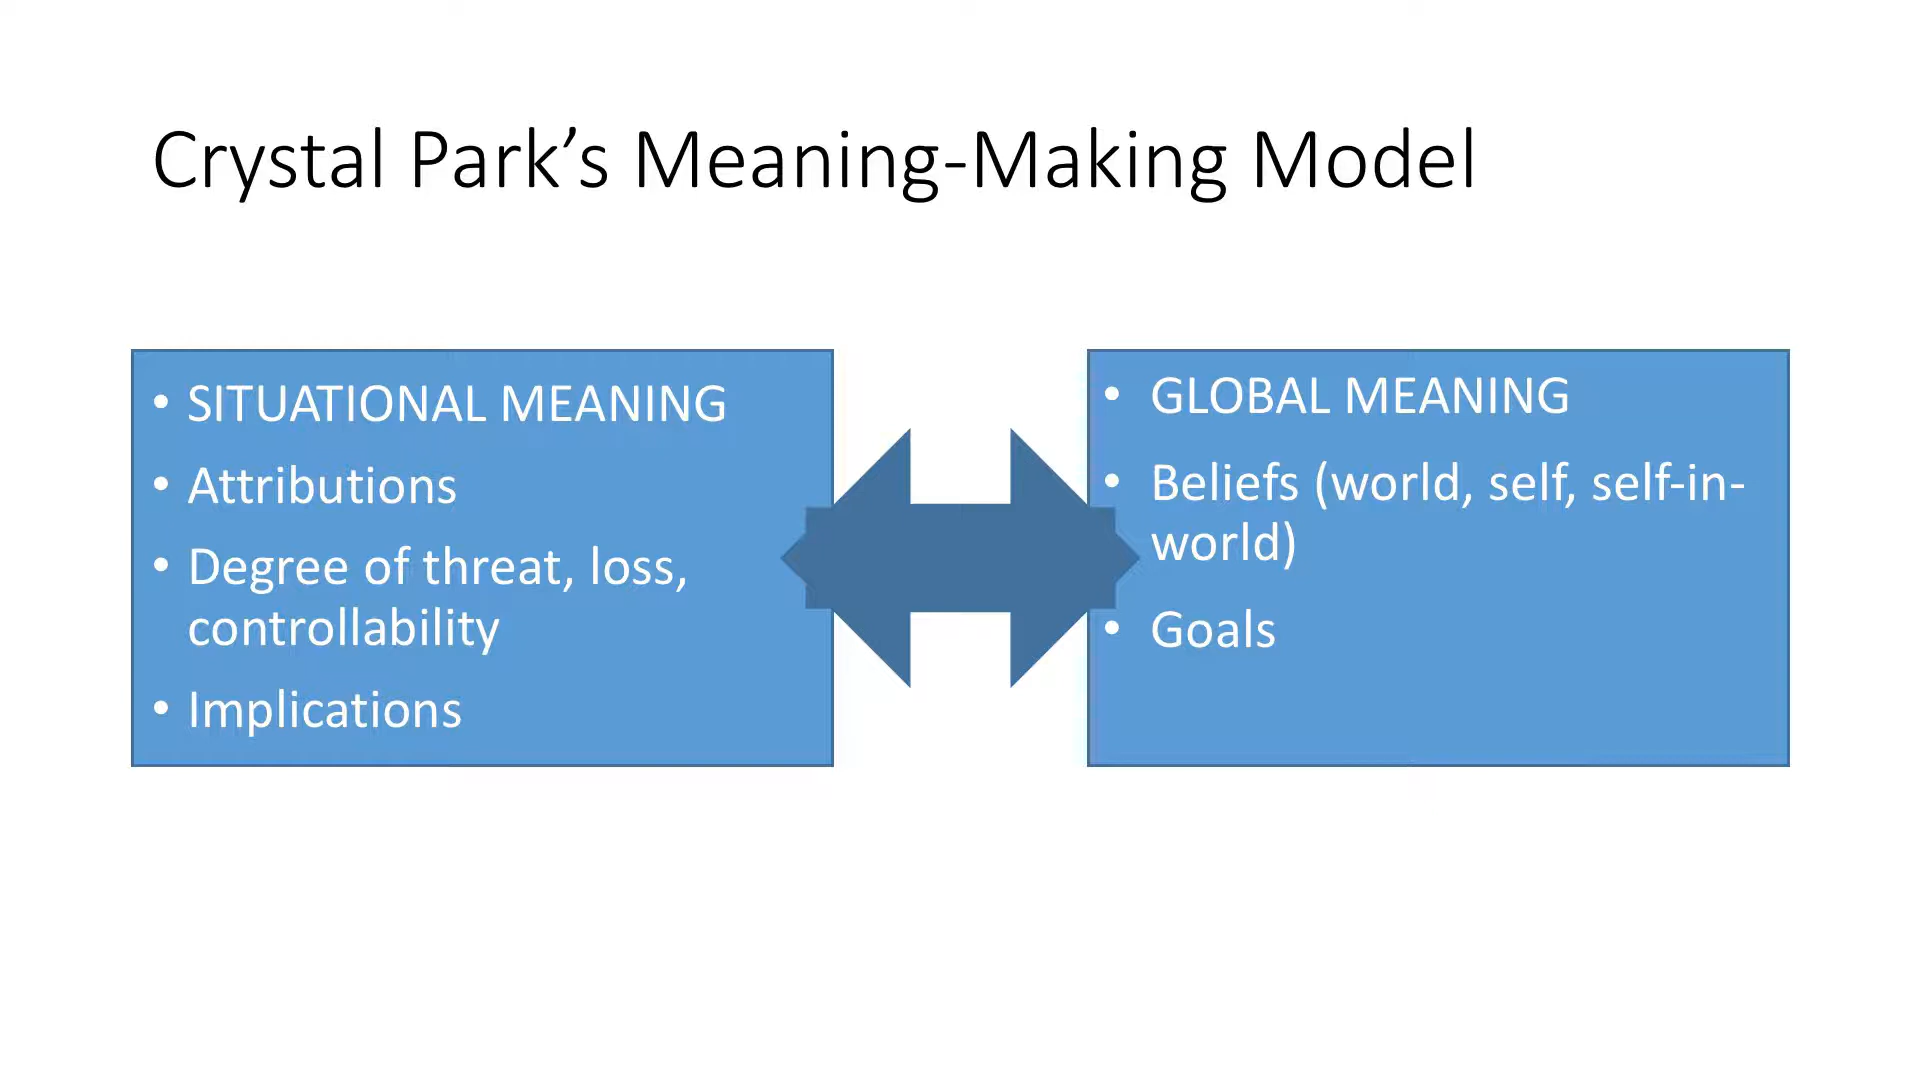 Crystal Park’s Meaning-Making Model
• SITUATIONAL MEANING
• Attributions
• Degree of threat, loss,
controllability
• Implications
• GLOBAL MEANING
• Beliefs (world, self, self-in-
world)
• Goals